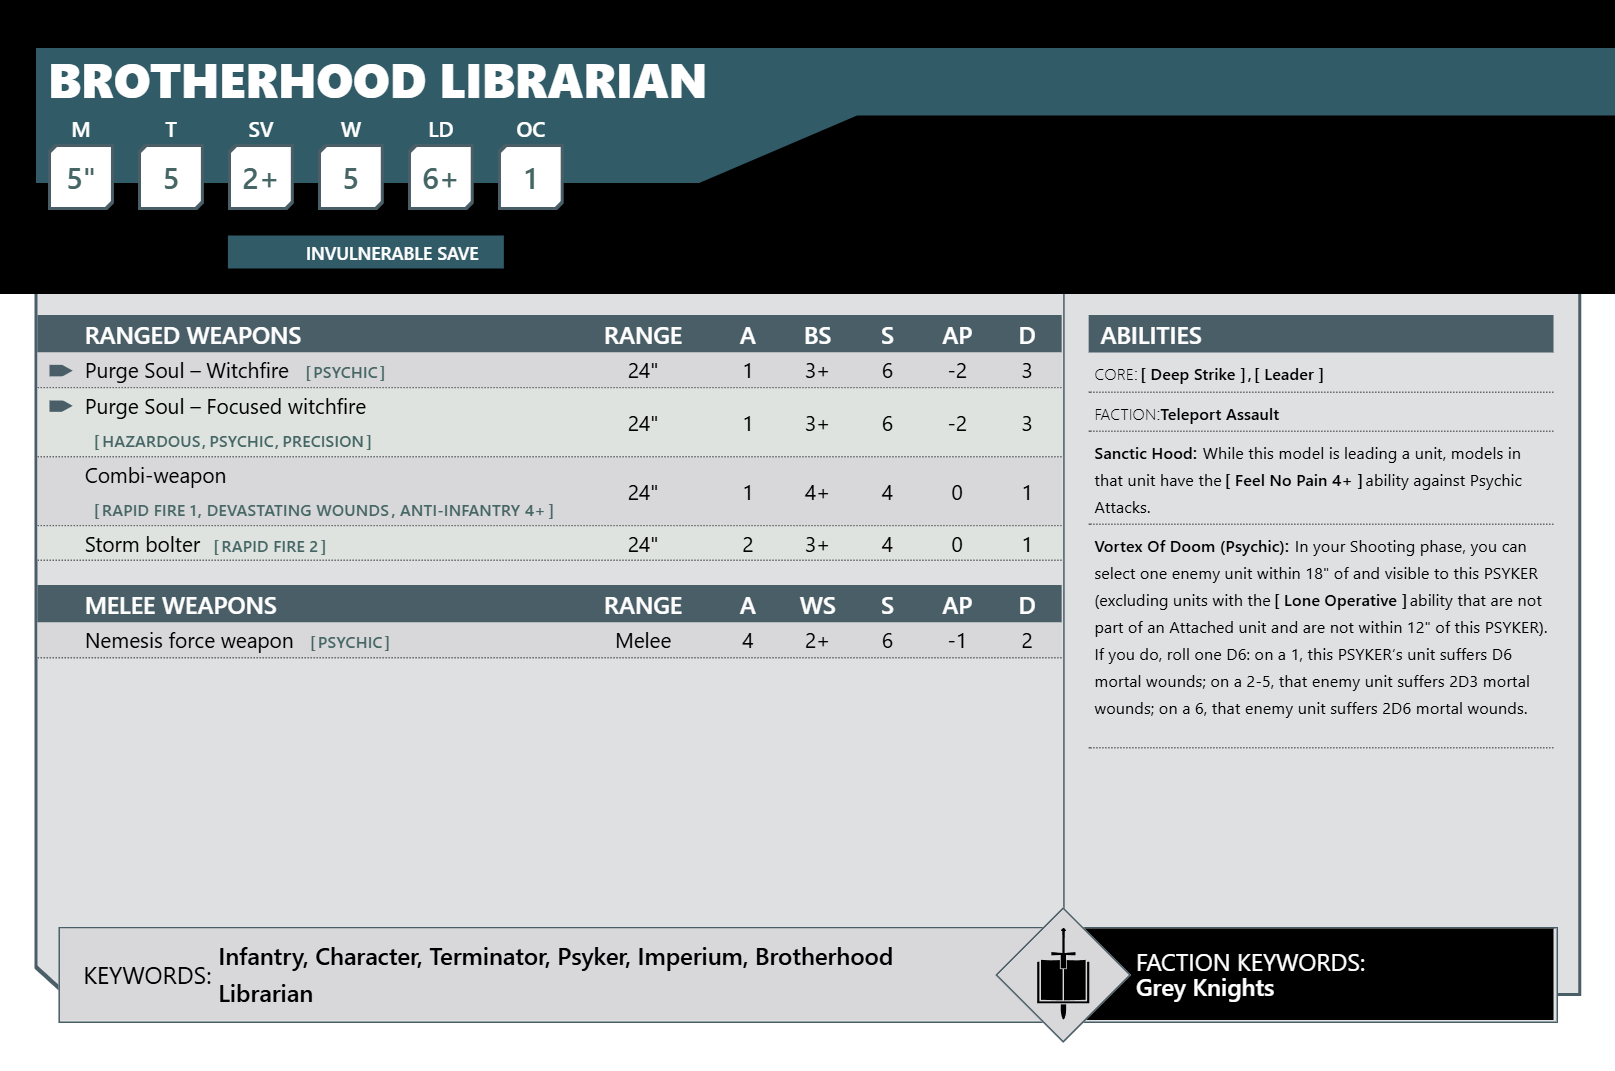 BROTHERHOOD LIBRARIAN
M T SV W LD OC
5" 5 2+ 5 6+ 1
INVULNERABLE SAVE
RANGED WEAPONS RANGE A BS S AP D
Purge Soul – Witchfire [PSYCHIC] 24" 1 3+ 6 -2 3
Purge Soul – Focused witchfire
[HAZARDOUS, PSYCHIC, PRECISION] 24" 1 3+ 6 -2 3
Combi-weapon
[RAPID FIRE 1, DEVASTATING WOUNDS, ANTI-INFANTRY 4+] 24" 1 4+ 4 0 1
Storm bolter [RAPID FIRE 2] 24" 2 3+ 4 0 1
MELEE WEAPONS RANGE A WS S AP D
Nemesis force weapon [PSYCHIC] Melee 4 2+ 6 -1 2
ABILITIES
CORE: [ Deep Strike ], [ Leader ]
FACTION:Teleport Assault
Sanctic Hood: While this model is leading a unit, models in
that unit have the [ Feel No Pain 4+ ] ability against Psychic
Attacks.
Vortex Of Doom (Psychic): In your Shooting phase, you can
select one enemy unit within 18" of and visible to this PSYKER
(excluding units with the [ Lone Operative ] ability that are not
part of an Attached unit and are not within 12" of this PSYKER).
If you do, roll one D6: on a 1, this PSYKER’s unit suffers D6
mortal wounds; on a 2-5, that enemy unit suffers 2D3 mortal
wounds; on a 6, that enemy unit suffers 2D6 mortal wounds.
KEYWORDS: Infantry, Character, Terminator, Psyker, Imperium, Brotherhood
Librarian
FACTION KEYWORDS:
Grey Knights